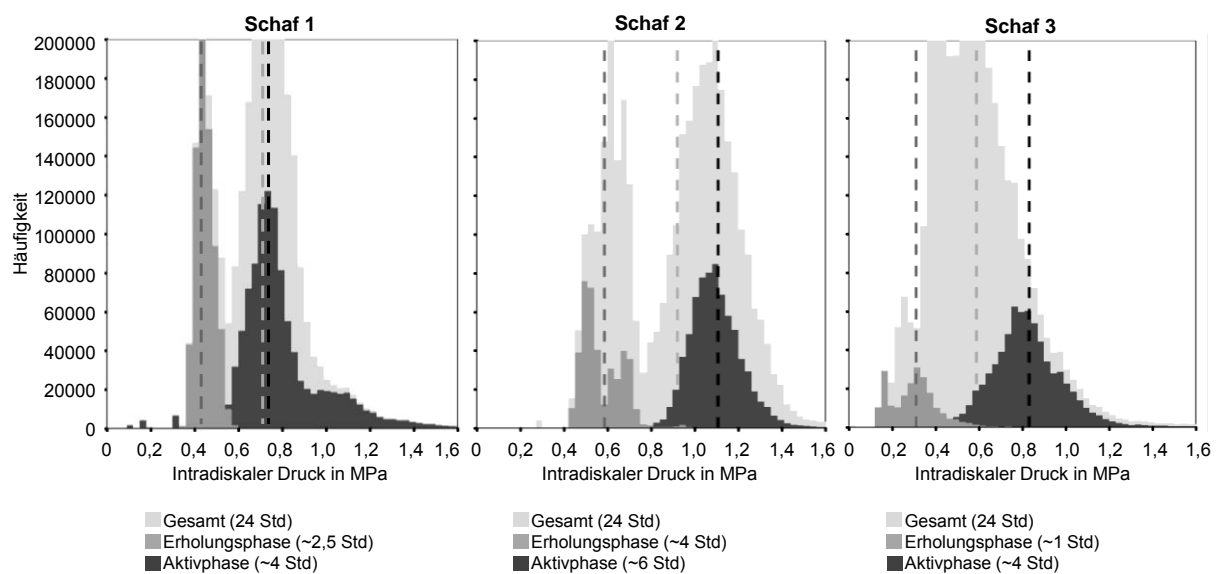 Schaf 1 Schaf 2 Schaf 3
200000
180000
160000
140000
120000
100000
80000
60000
40000
20000
0
Häufigkeit
0 0,2 0,4 0,6 0,8 1,0 1,2 1,4 1,6
Intradiskaler Druck in MPa
0 0,2 0,4 0,6 0,8 1,0 1,2 1,4 1,6
Intradiskaler Druck in MPa
0 0,2 0,4 0,6 0,8 1,0 1,2 1,4 1,6
Intradiskaler Druck in MPa
Gesamt (24 Std)
Erholungsphase (~2,5 Std)
Aktivphase (~4 Std)
Gesamt (24 Std)
Erholungsphase (~4 Std)
Aktivphase (~6 Std)
Gesamt (24 Std)
Erholungsphase (~1 Std)
Aktivphase (~4 Std)